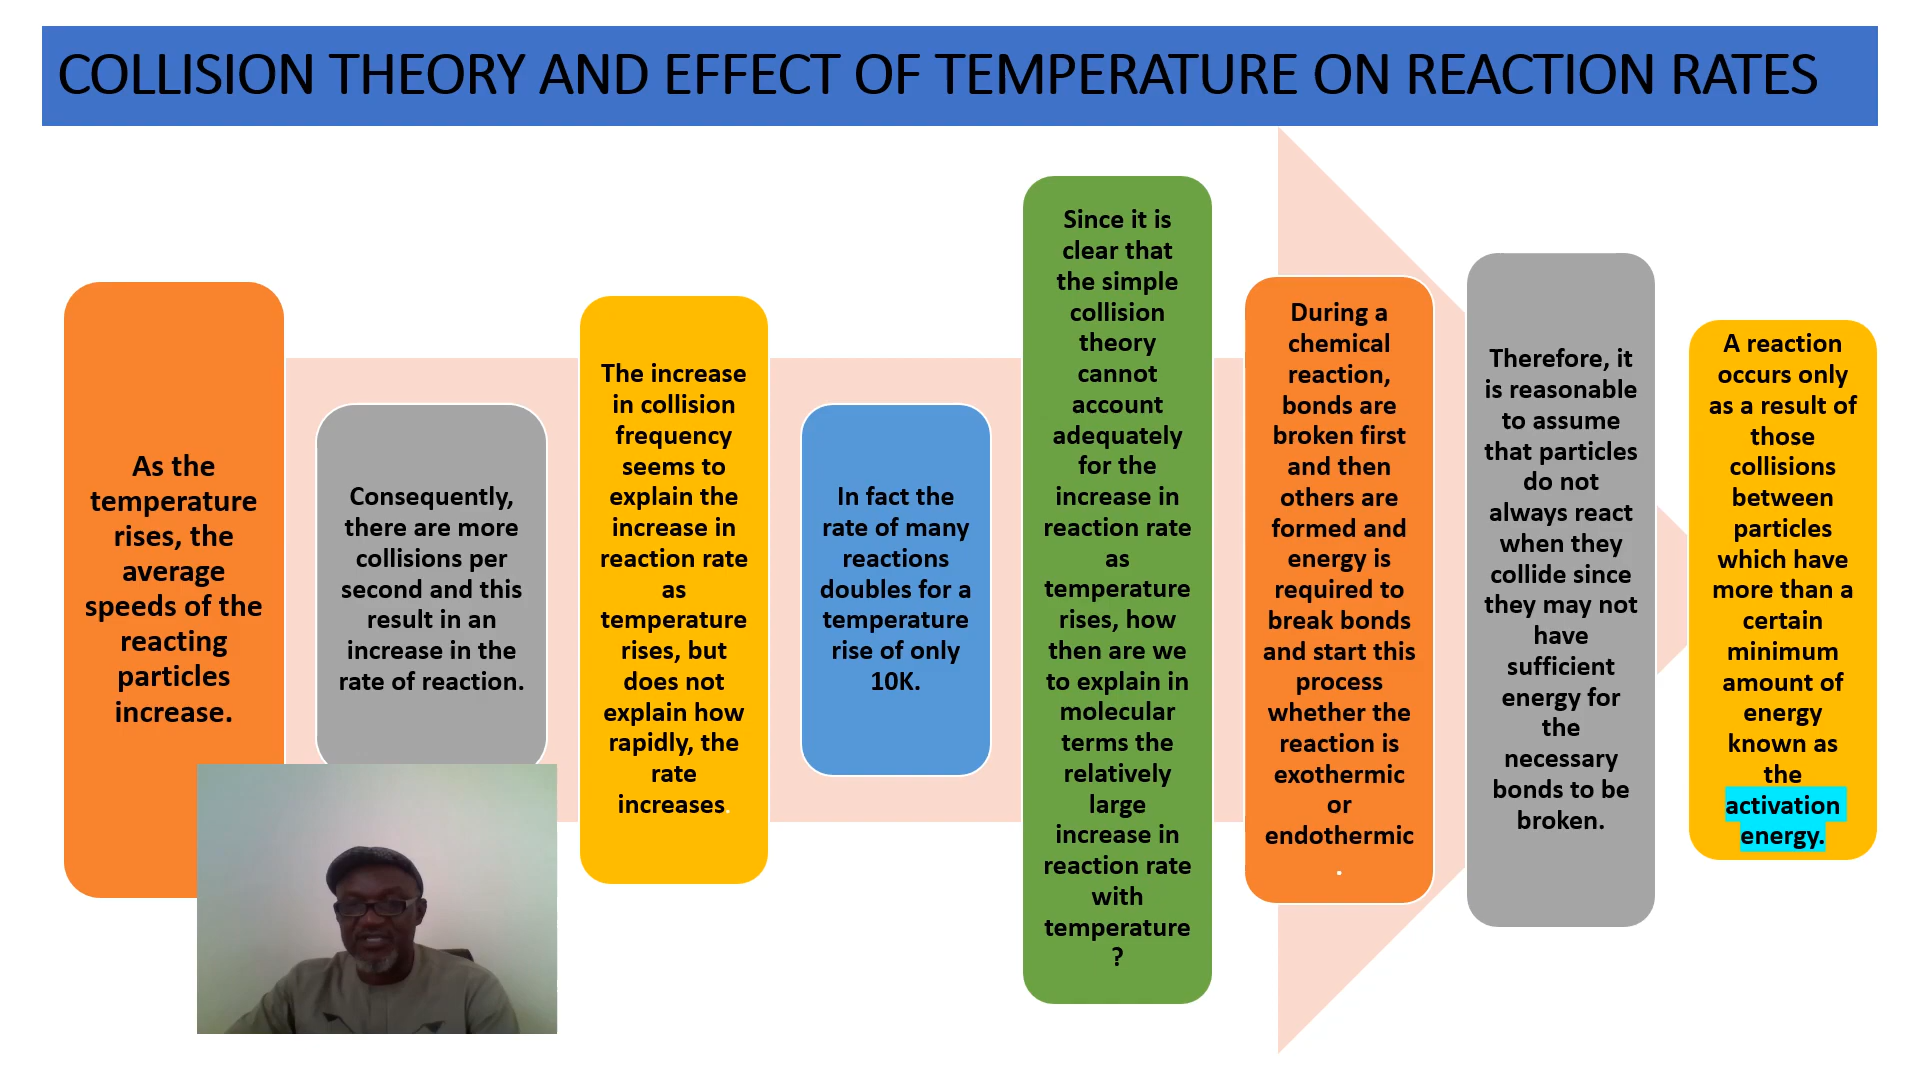 COLLISION THEORY AND EFFECT OF TEMPERATURE ON REACTION RATES
As the
temperature
rises, the
average
speeds of the
reacting
particles
increase.
Consequently,
there are more
collisions per
second and this
result in an
increase in the
rate of reaction.
The increase
in collision
frequency
seems to
explain the
increase in
reaction rate
as
temperature
rises, but
does not
explain how
rapidly, the
rate
increases.
In fact the
rate of many
reactions
doubles for a
temperature
rise of only
10K.
Since it is
clear that
the simple
collision
theory
cannot
account
adequately
for the
increase in
reaction rate
as
temperature
rises, how
then are we
to explain in
molecular
terms the
relatively
large
increase in
reaction rate
with
temperature
?
During a
chemical
reaction,
bonds are
broken first
and then
others are
formed and
energy is
required to
break bonds
and start this
process
whether the
reaction is
exothermic
or
endothermic
.
Therefore, it
is reasonable
to assume
that particles
do not
always react
when they
collide since
they may not
have
sufficient
energy for
the
necessary
bonds to be
broken.
A reaction
occurs only
as a result of
those
collisions
between
particles
which have
more than a
certain
minimum
amount of
energy
known as
the
activation
energy.